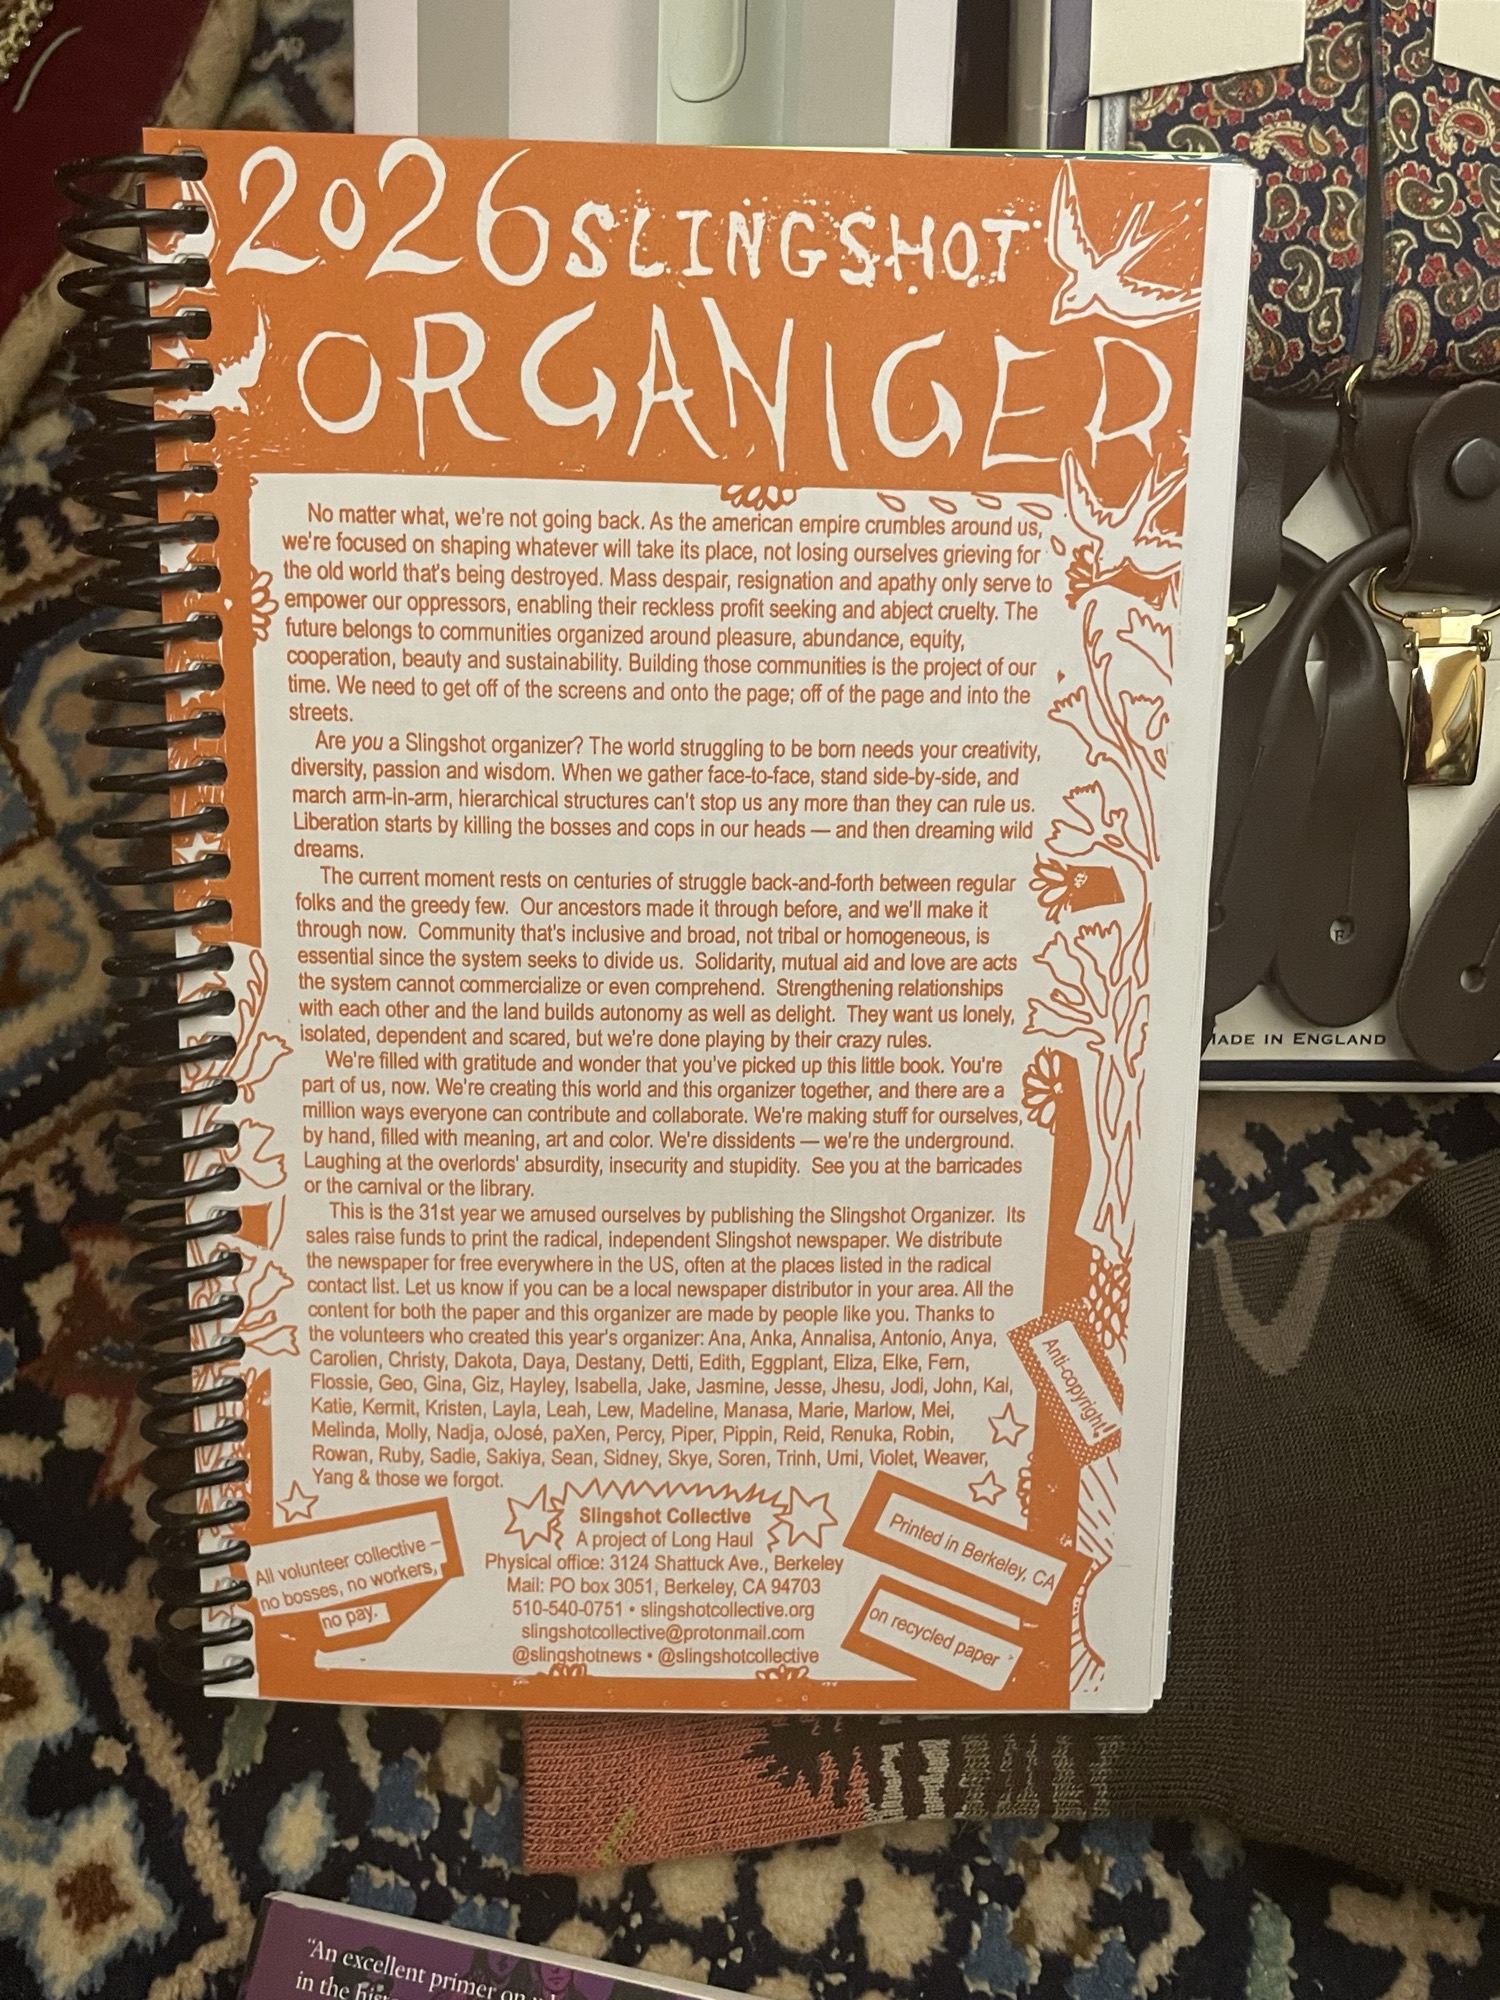 2026 SLINGSHOT
ORGANIGER
No matter what, we're not going back. As the american empire crumbles around us,
we're focused on shaping whatever will take its place, not losing ourselves grieving for
the old world that's being destroyed. Mass despair, resignation and apathy only serve to
empower our oppressors, enabling their reckless profit seeking and abject cruelty. The
future belongs to communities organized around pleasure, abundance, equity,
cooperation, beauty and sustainability. Building those communities is the project of our
time. We need to get off of the screens and onto the page; off of the page and into the
streets.
Are you a Slingshot organizer? The world struggling to be born needs your creativity,
diversity, passion and wisdom. When we gather face-to-face, stand side-by-side, and
march arm-in-arm, hierarchical structures can't stop us any more than they can rule us.
Liberation starts by killing the bosses and cops in our heads — and then dreaming wild
dreams.
The current moment rests on centuries of struggle back-and-forth between regular
folks and the greedy few. Our ancestors made it through before, and we'll make it
through now. Community that's inclusive and broad, not tribal or homogeneous, is
essential since the system seeks to divide us. Solidarity, mutual aid and love are acts
the system cannot commercialize or even comprehend. Strengthening relationships
with each other and the land builds autonomy as well as delight. They want us lonely,
isolated, dependent and scared, but we're done playing by their crazy rules.
We're filled with gratitude and wonder that you've picked up this little book. You're
part of us, now. We're creating this world and this organizer together, and there are a
million ways everyone can contribute and collaborate. We're making stuff for ourselves,
by hand, filled with meaning, art and color. We're dissidents — we're the underground.
Laughing at the overlords' absurdity, insecurity and stupidity. See you at the barricades
or the carnival or the library.
This is the 31st year we amused ourselves by publishing the Slingshot Organizer. Its
sales raise funds to print the radical, independent Slingshot newspaper. We distribute
the newspaper for free everywhere in the US, often at the places listed in the radical
contact list. Let us know if you can be a local newspaper distributor in your area. All the
content for both the paper and this organizer are made by people like you. Thanks to
the volunteers who created this year's organizer: Ana, Anka, Annalisa, Antonio, Anya,
Carolien, Christy, Dakota, Daya, Destany, Detti, Edith, Eggplant, Eliza, Elke, Fern,
Flossie, Geo, Gina, Giz, Hayley, Isabella, Jake, Jasmine, Jesse, Jhesu, Jodi, John, Kal,
Katie, Kermit, Kristen, Layla, Leah, Lew, Madeline, Manasa, Marie, Marlow, Mei,
Melinda, Molly, Nadja, oJosé, paXen, Percy, Piper, Pippin, Reid, Renuka, Robin,
Rowan, Ruby, Sadie, Sakiya, Sean, Sidney, Skye, Soren, Trinh, Umi, Violet, Weaver,
Yang & those we forgot.
Anti-copyright!
All volunteer collective –
no bosses, no workers,
no pay.
Slingshot Collective
A project of Long Haul
Physical office: 3124 Shattuck Ave., Berkeley
Mail: PO box 3051, Berkeley, CA 94703
510-540-0751 • slingshotcollective.org
slingshotcollective@protonmail.com
@slingshotnews • @slingshotcollective
Printed in Berkeley, CA
on recycled paper
MADE IN ENGLAND
"An excellent primer on
in the